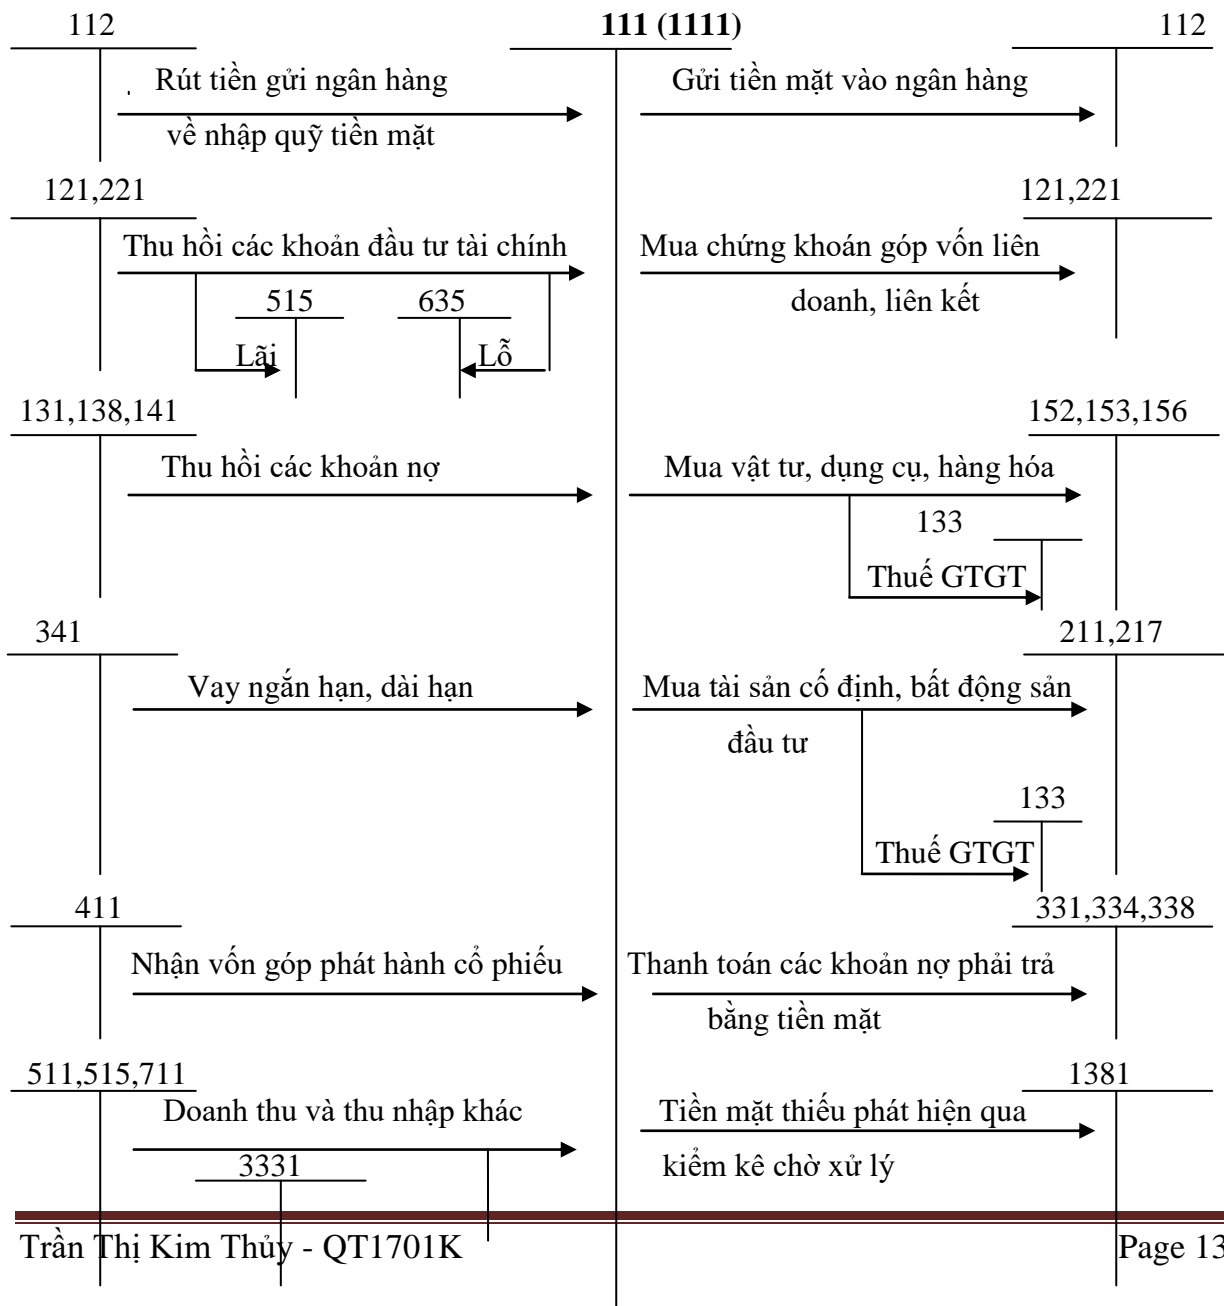 112
111 (1111)
112
Rút tiền gửi ngân hàng
Gửi tiền mặt vào ngân hàng
về nhập quỹ tiền mặt
121,221
121,221
Thu hồi các khoản đầu tư tài chính
Mua chứng khoán góp vốn liên
515
635
doanh, liên kết
Lãi
Lỗ
131,138,141
152,153,156
Thu hồi các khoản nợ
Mua vật tư, dụng cụ, hàng hóa
133
Thuế GTGT
341
211,217
Vay ngắn hạn, dài hạn
Mua tài sản cố định, bất động sản
đầu tư
133
Thuế GTGT
411
331,334,338
Nhận vốn góp phát hành cổ phiếu
Thanh toán các khoản nợ phải trả
bằng tiền mặt
511,515,711
1381
Doanh thu và thu nhập khác
Tiền mặt thiếu phát hiện qua
3331
kiểm kê chờ xử lý
Trần Thị Kim Thủy - QT1701K
Page 13